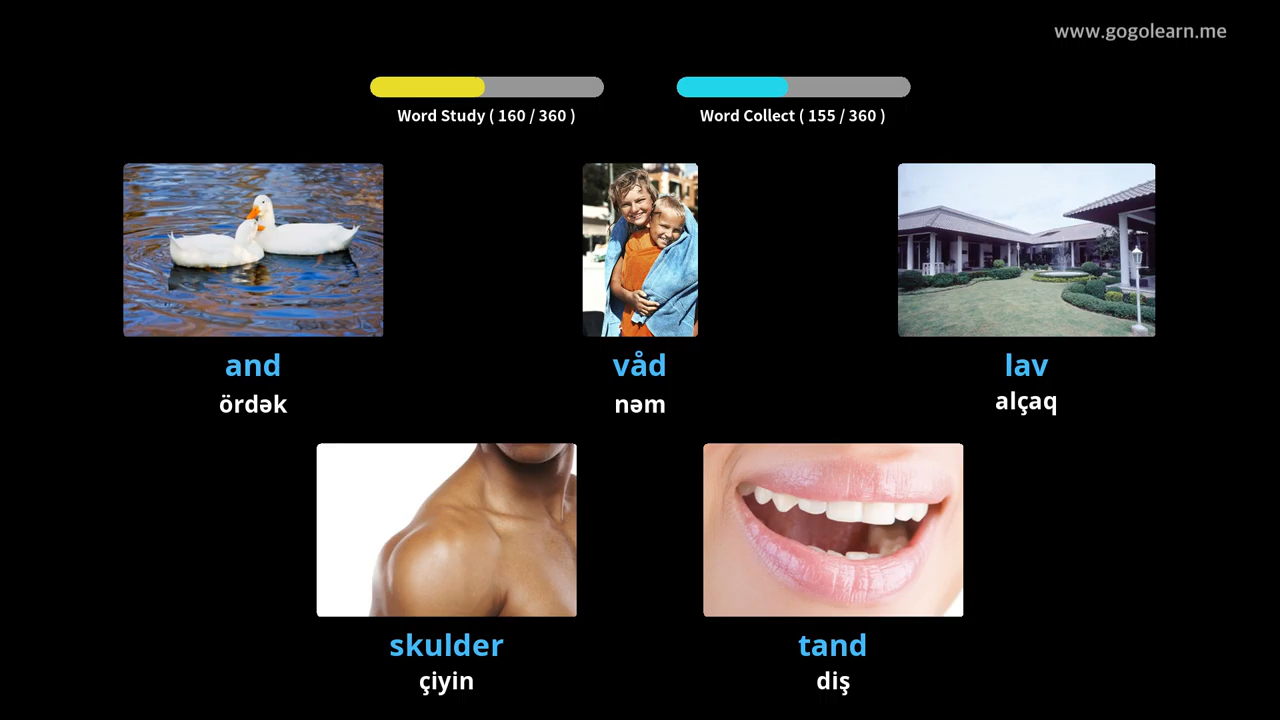 www.gogolearn.me
Word Study ( 160 / 360 )
Word Collect ( 155 / 360 )
and
våd
lav
ördək
nəm
alçaq
skulder
tand
çiyin
diş